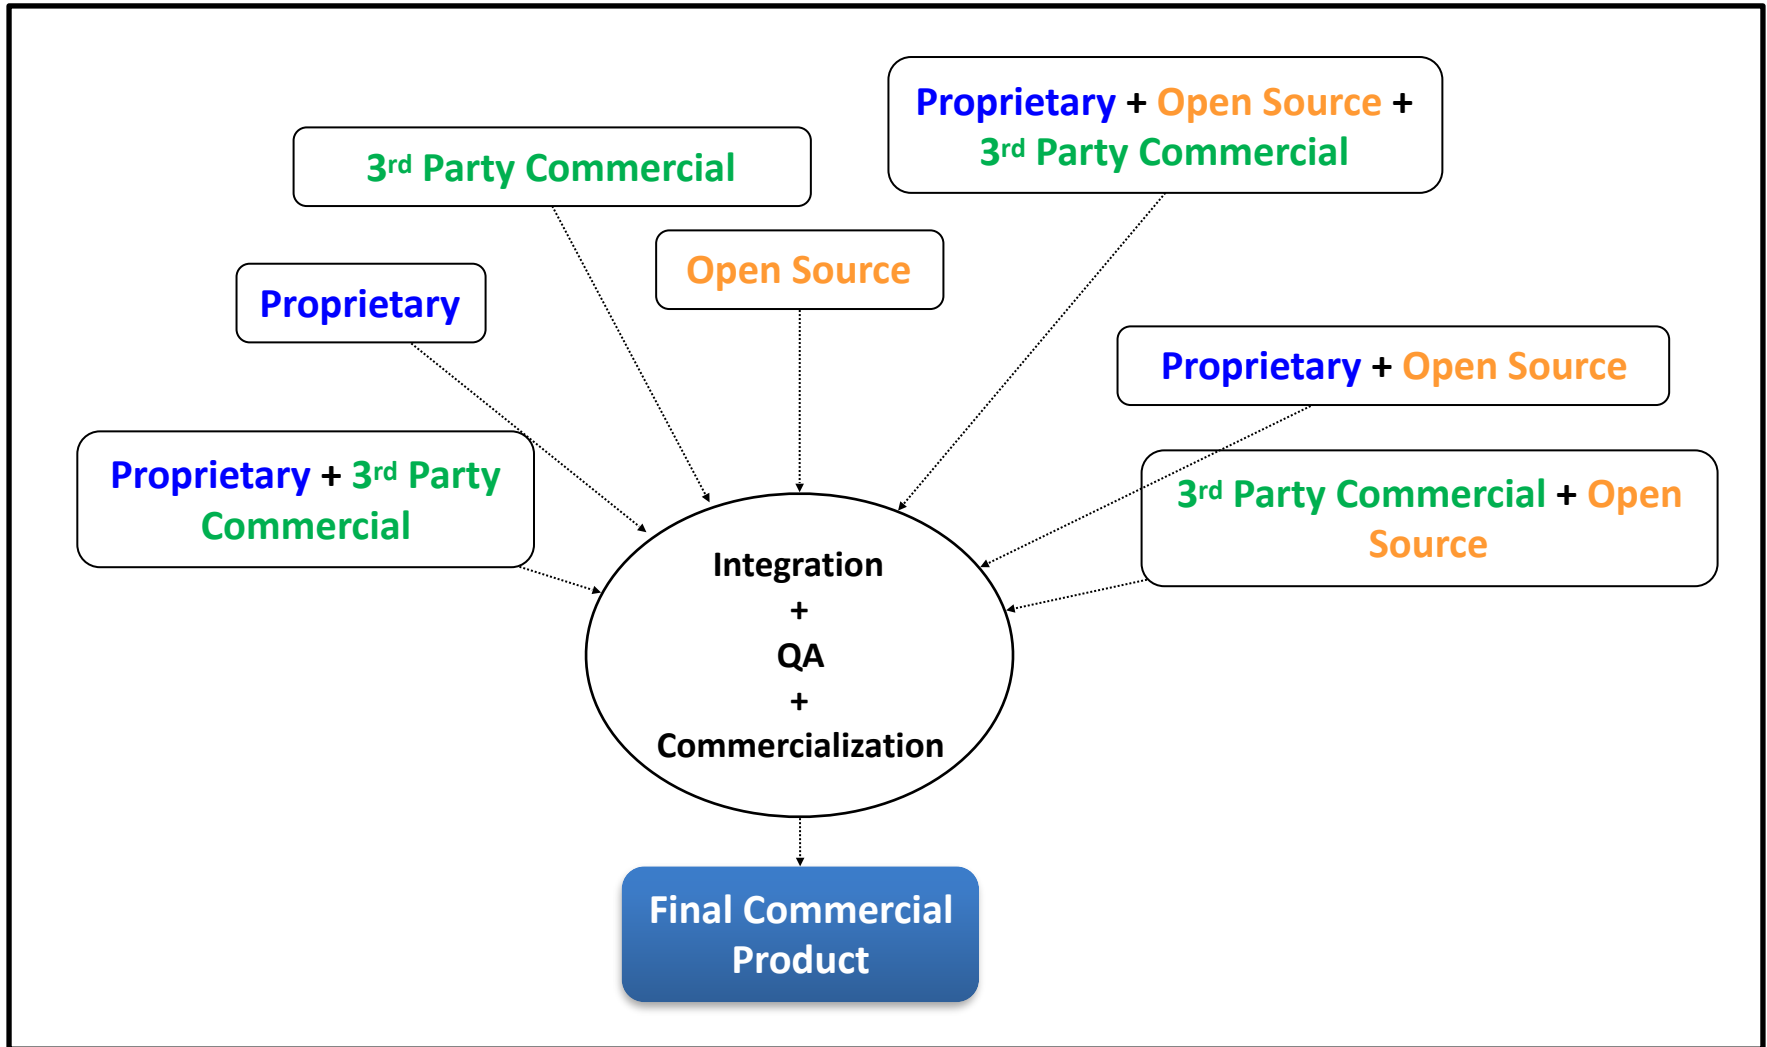 Proprietary + Open Source +
3rd Party Commercial
3rd Party Commercial
Open Source
Proprietary
Proprietary + Open Source
Proprietary + 3rd Party
Commercial
3rd Party Commercial + Open
Source
Integration
+
QA
+
Commercialization
Final Commercial
Product